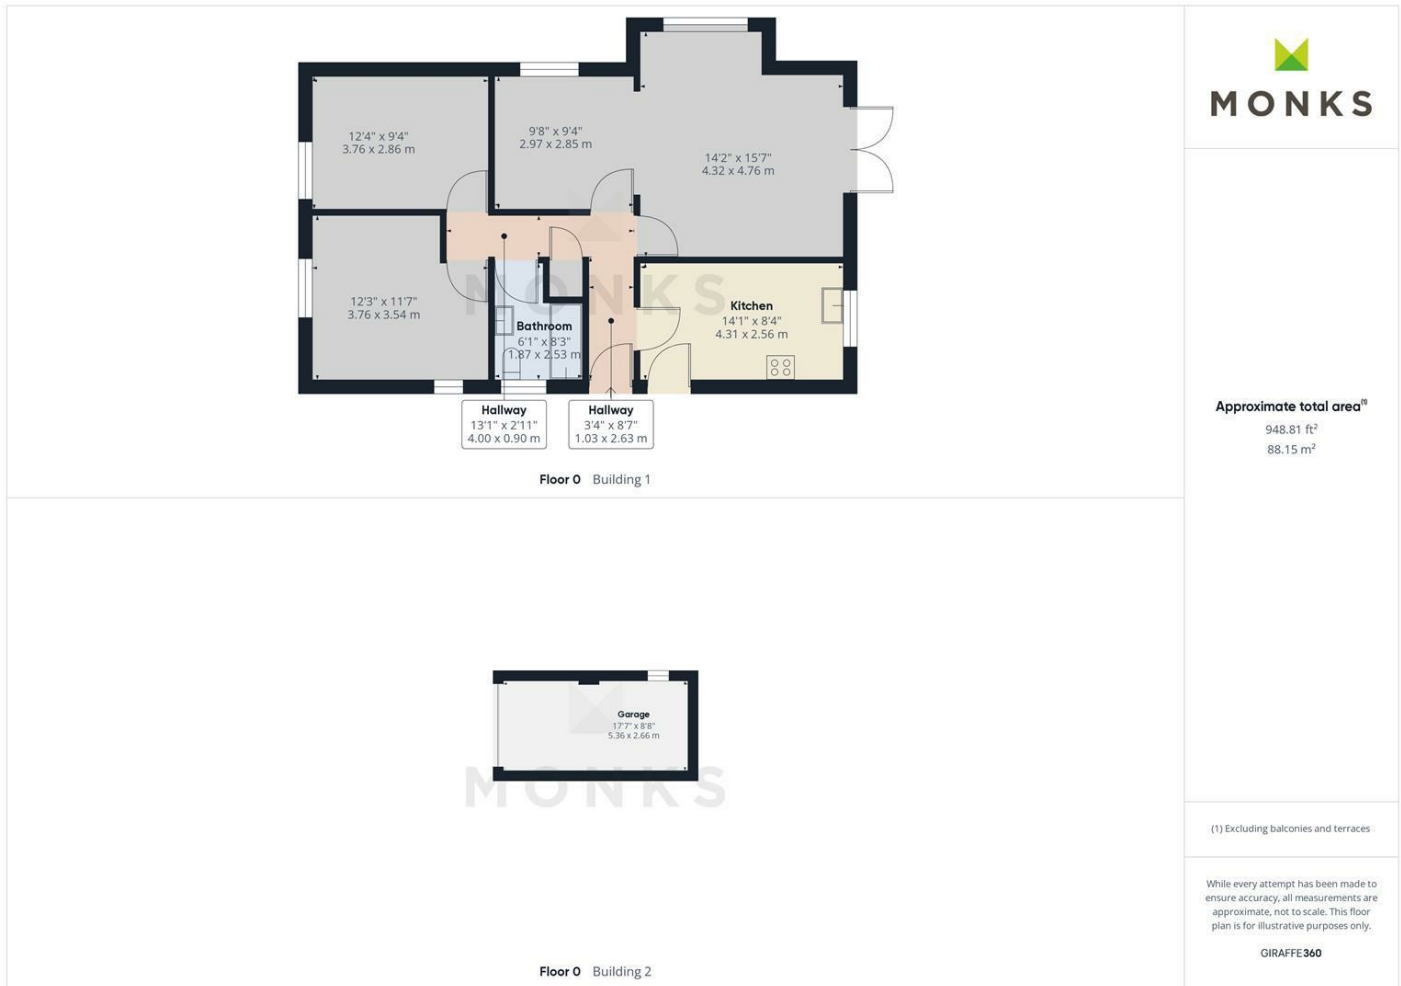 12'4" x 9'4"
3.76 x 2.86 m
9'8" x 9'4"
2.97 x 2.85 m
14'2" x 15'7"
4.32 x 4.76 m
12'3" x 11'7"
3.76 x 3.54 m
Bathroom
6'1" x 8'3"
1.87 x 2.53 m
Kitchen
14'1" x 8'4"
4.31 x 2.56 m
MONKS
Hallway
13'1" x 2'11"
4.00 x 0.90 m
Hallway
3'4" x 8'7"
1.03 x 2.63 m
Floor 0 Building 1
Garage
17'7" x 8'8"
5.36 x 2.66 m
MONKS
Floor 0 Building 2
MONKS
Approximate total area(1)
948.81 ft²
88.15 m²
(1) Excluding balconies and terraces
While every attempt has been made to
ensure accuracy, all measurements are
approximate, not to scale. This floor
plan is for illustrative purposes only.
GIRAFFE360